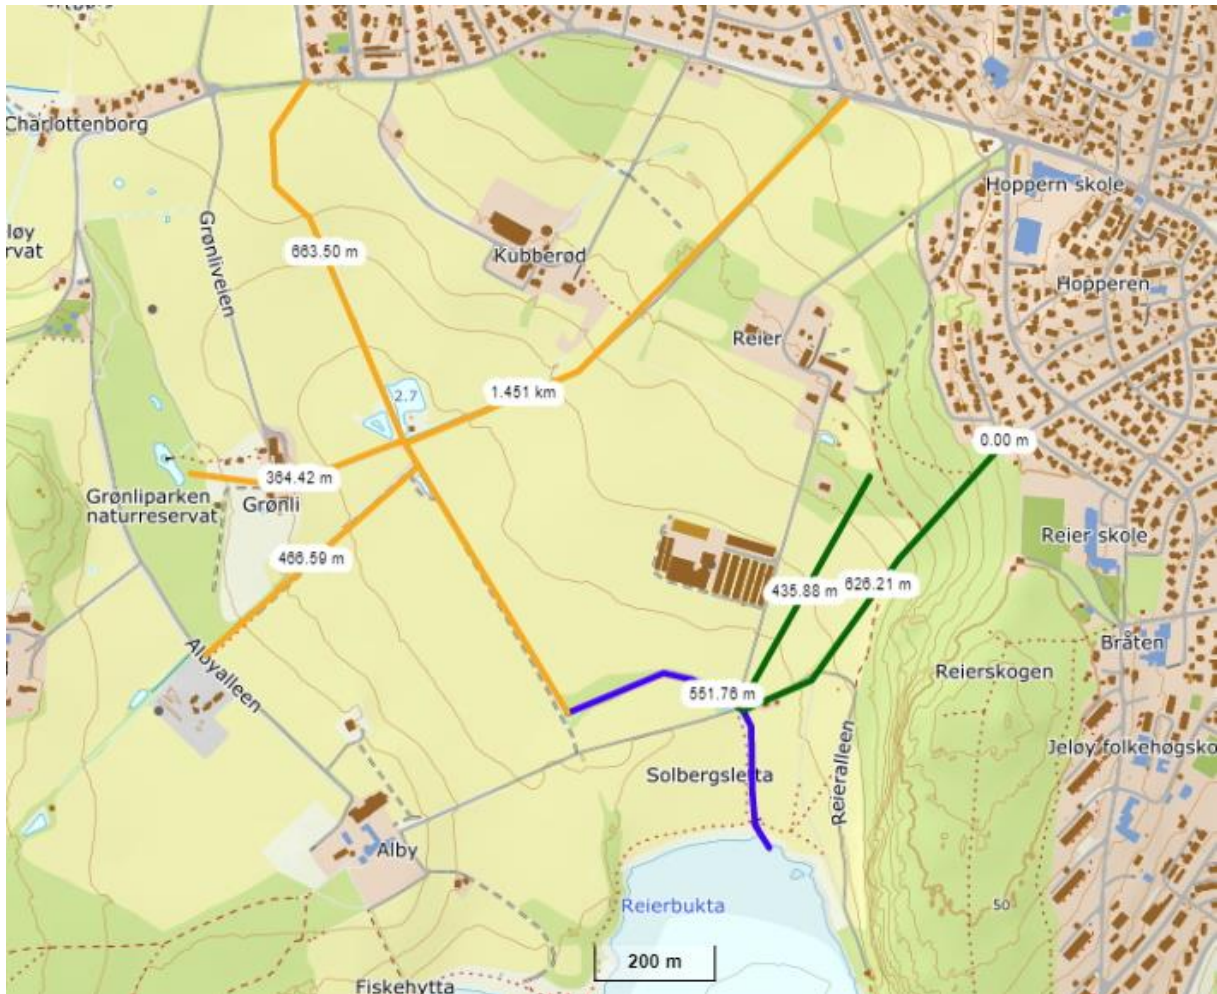 Charlottenborg
Hoppern skole
løy
rvat
Grønliveien
663.50 m
Kubberød
Hopperen
Reier
2.7
1.451 km
0.00 m
364.42 m
Grønliparken
naturreservat
Grønli
Reier skole
466.59 m
435.88 m
626.21 m
Bråten
Albyalleen
Reierskogen
551.76 m
Jeløy folkehøgsko
Solbergsletta
Reieralleen
Alby
Reierbukta
50
200 m
Fiskehytta